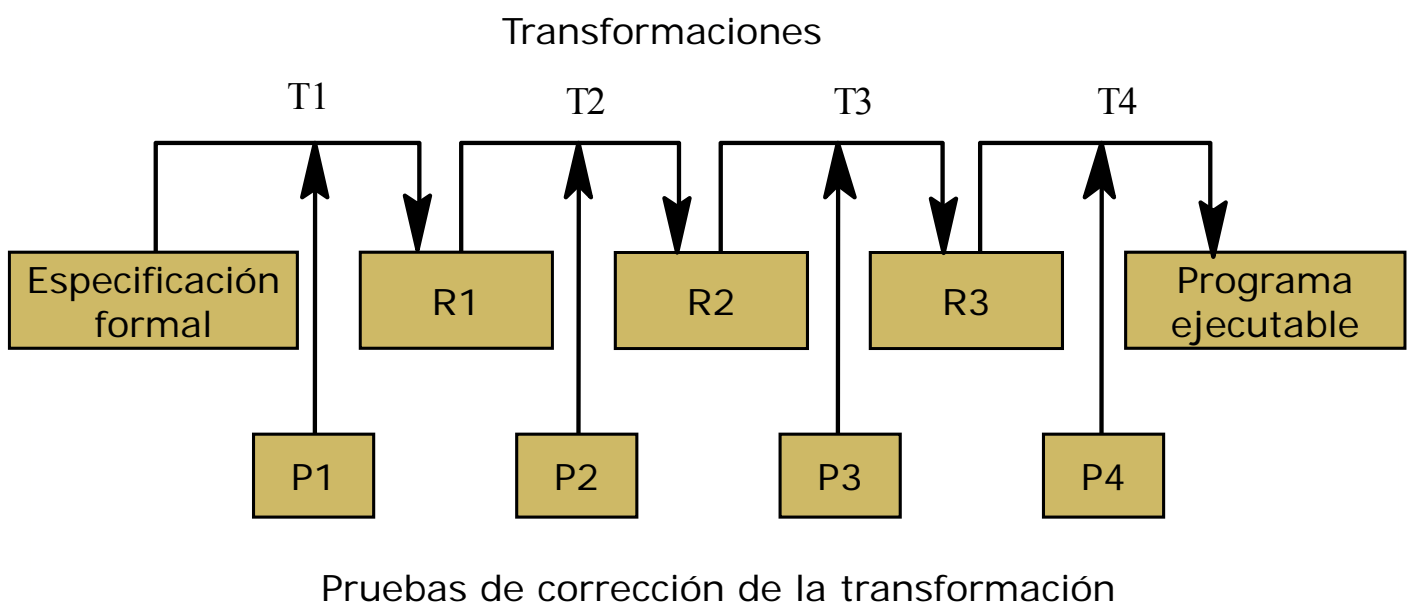 Transformaciones
T1
T2
T3
T4
Especificación
formal
R1
R2
R3
Programa
ejecutable
P1
P2
P3
P4
Pruebas de corrección de la transformación